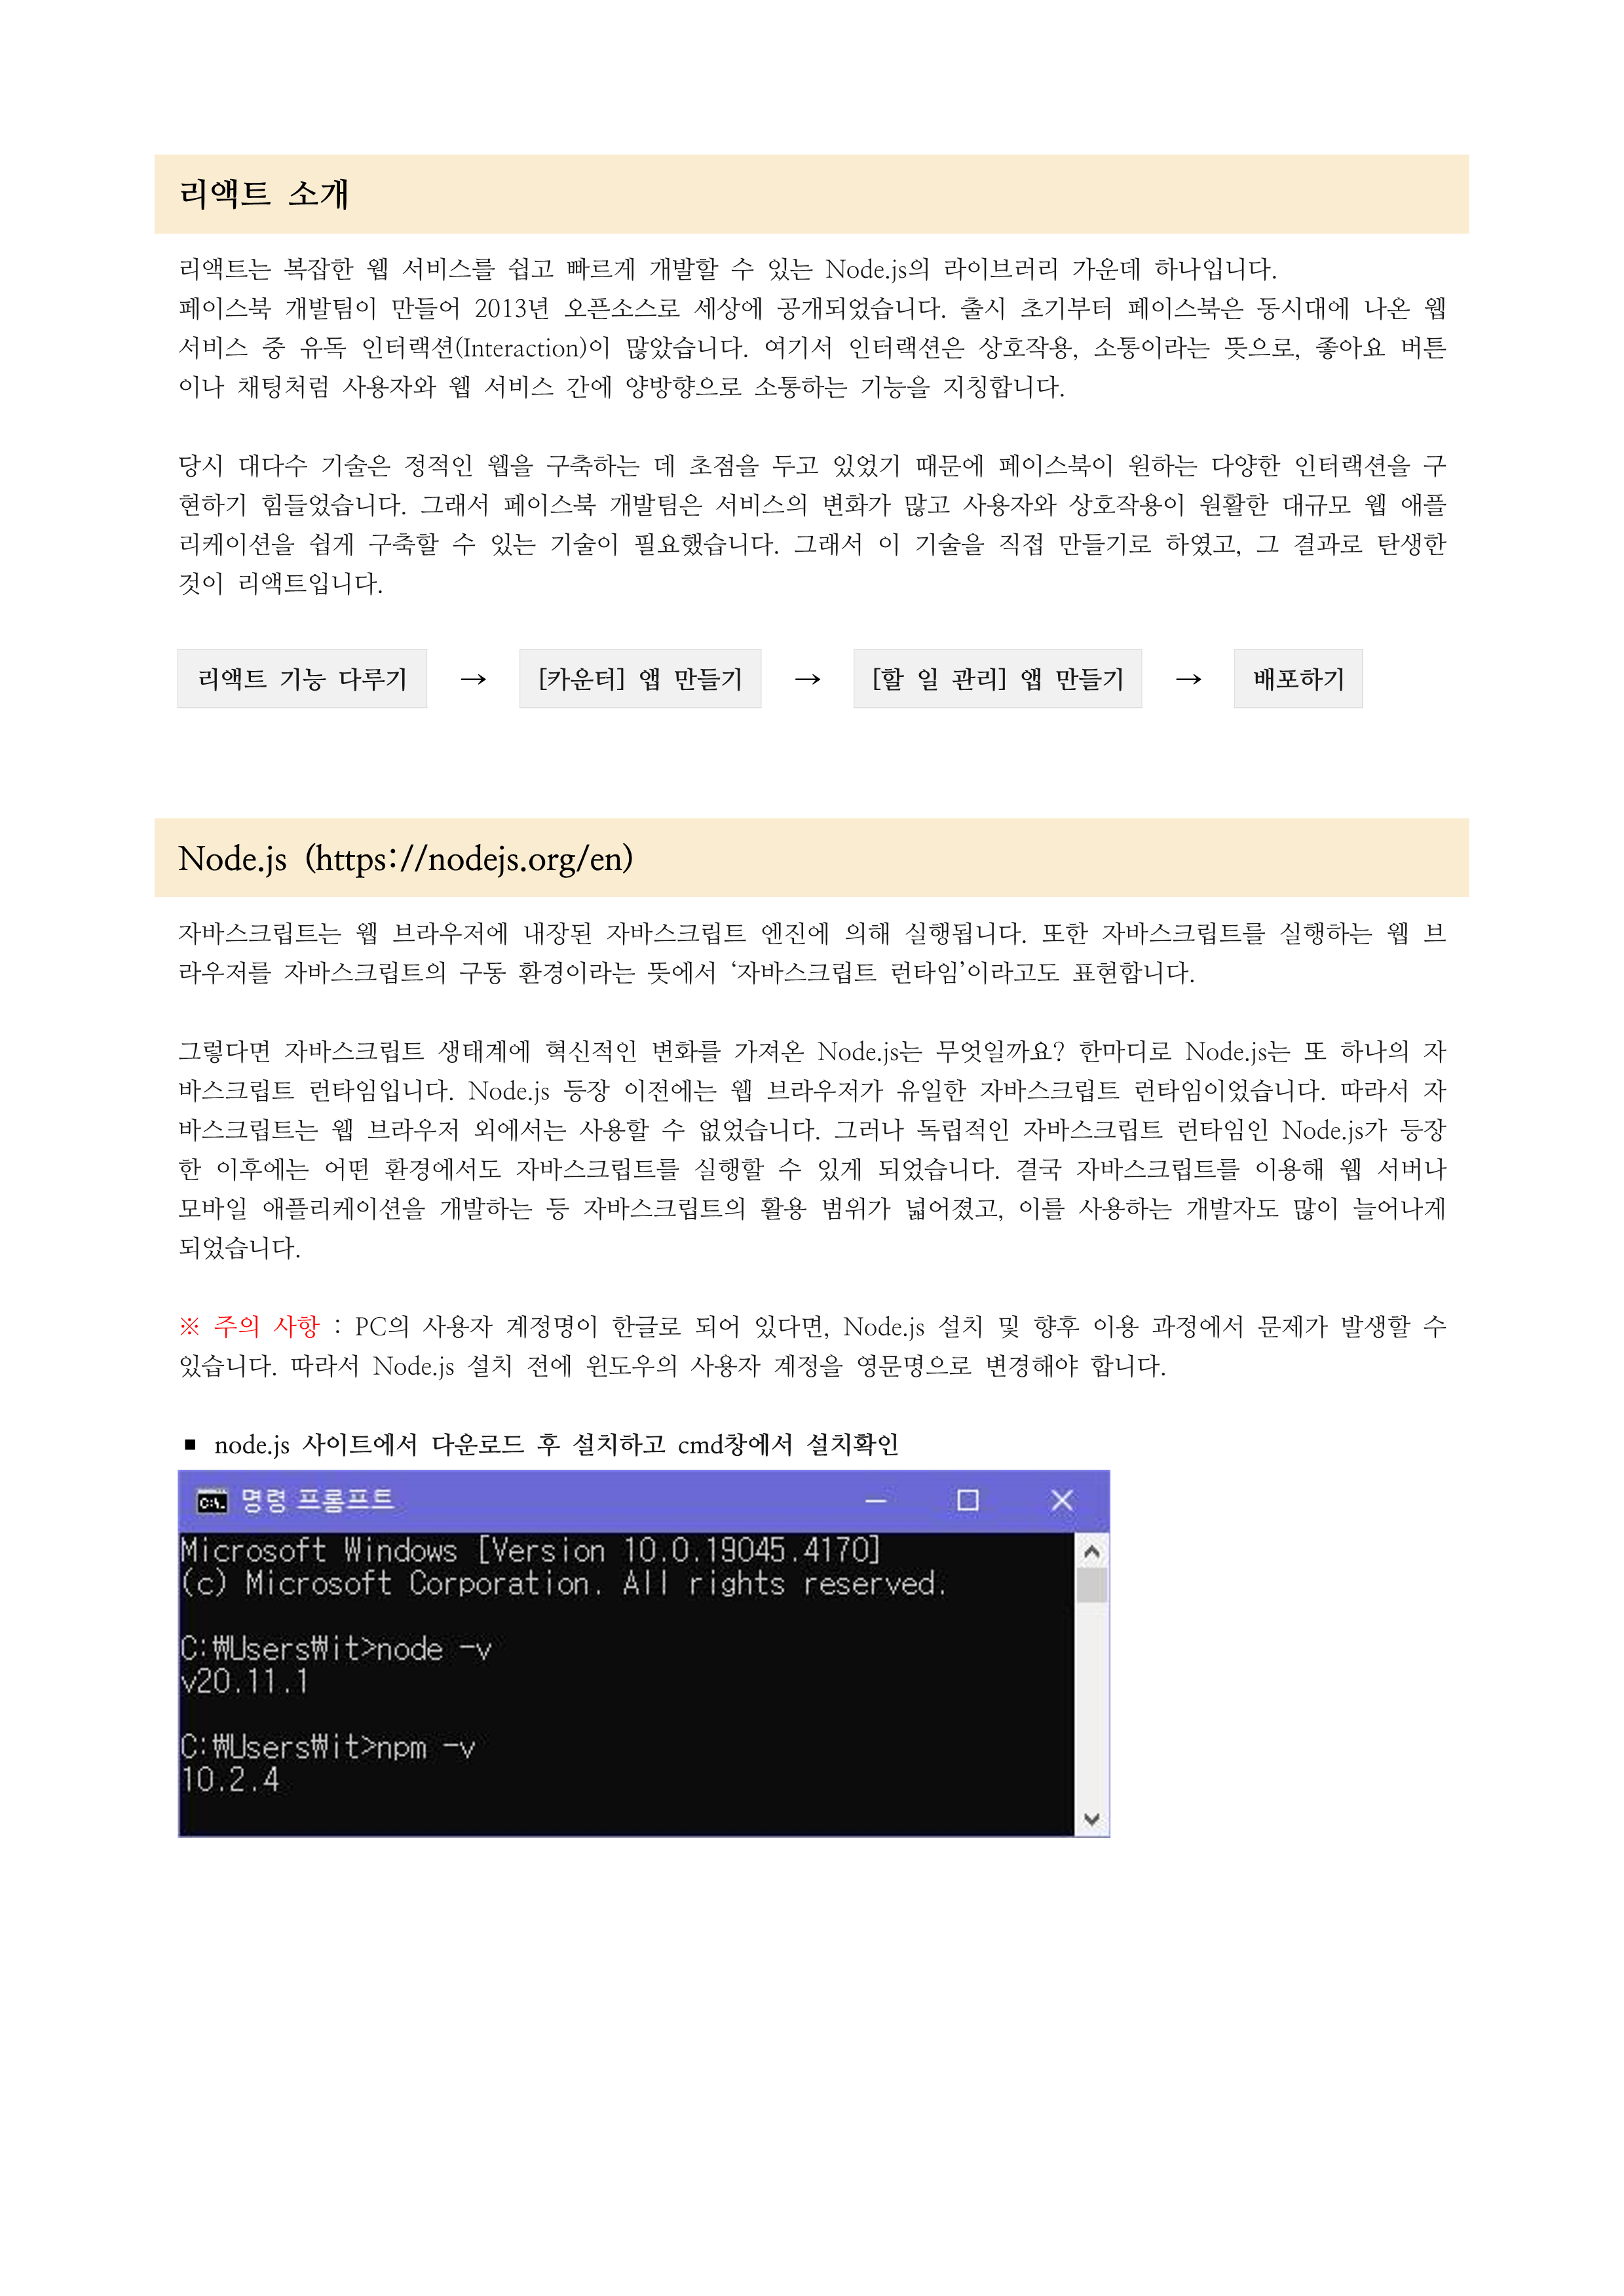 리액트 소개
리액트는 복잡한 웹 서비스를 쉽고 빠르게 개발할 수 있는 Node.js의 라이브러리 가운데 하나입니다.
페이스북 개발팀이 만들어 2013년 오픈소스로 세상에 공개되었습니다. 출시 초기부터 페이스북은 동시대에 나온 웹
서비스 중 유독 인터랙션(Interaction)이 많았습니다. 여기서 인터랙션은 상호작용, 소통이라는 뜻으로, 좋아요 버튼
이나 채팅처럼 사용자와 웹 서비스 간에 양방향으로 소통하는 기능을 지칭합니다.
당시 대다수 기술은 정적인 웹을 구축하는 데 초점을 두고 있었기 때문에 페이스북이 원하는 다양한 인터랙션을 구
현하기 힘들었습니다. 그래서 페이스북 개발팀은 서비스의 변화가 많고 사용자와 상호작용이 원활한 대규모 웹 애플
리케이션을 쉽게 구축할 수 있는 기술이 필요했습니다. 그래서 이 기술을 직접 만들기로 하였고, 그 결과로 탄생한
것이 리액트입니다.
리액트 기능 다루기 → [카운터] 앱 만들기 → [할 일 관리] 앱 만들기 → 배포하기
Node.js (https://nodejs.org/en)
자바스크립트는 웹 브라우저에 내장된 자바스크립트 엔진에 의해 실행됩니다. 또한 자바스크립트를 실행하는 웹 브
라우저를 자바스크립트의 구동 환경이라는 뜻에서 ‘자바스크립트 런타임’이라고도 표현합니다.
그렇다면 자바스크립트 생태계에 혁신적인 변화를 가져온 Node.js는 무엇일까요? 한마디로 Node.js는 또 하나의 자
바스크립트 런타임입니다. Node.js 등장 이전에는 웹 브라우저가 유일한 자바스크립트 런타임이었습니다. 따라서 자
바스크립트는 웹 브라우저 외에서는 사용할 수 없었습니다. 그러나 독립적인 자바스크립트 런타임인 Node.js가 등장
한 이후에는 어떤 환경에서도 자바스크립트를 실행할 수 있게 되었습니다. 결국 자바스크립트를 이용해 웹 서버나
모바일 애플리케이션을 개발하는 등 자바스크립트의 활용 범위가 넓어졌고, 이를 사용하는 개발자도 많이 늘어나게
되었습니다.
※ 주의 사항 : PC의 사용자 계정명이 한글로 되어 있다면, Node.js 설치 및 향후 이용 과정에서 문제가 발생할 수
있습니다. 따라서 Node.js 설치 전에 윈도우의 사용자 계정을 영문명으로 변경해야 합니다.
■ node.js 사이트에서 다운로드 후 설치하고 cmd창에서 설치확인
명령 프롬프트
Microsoft Windows [Version 10.0.19045.4170]
(c) Microsoft Corporation. All rights reserved.
C:₩Users₩it>node -v
v20.11.1
C:₩Users₩it>npm -v
10.2.4